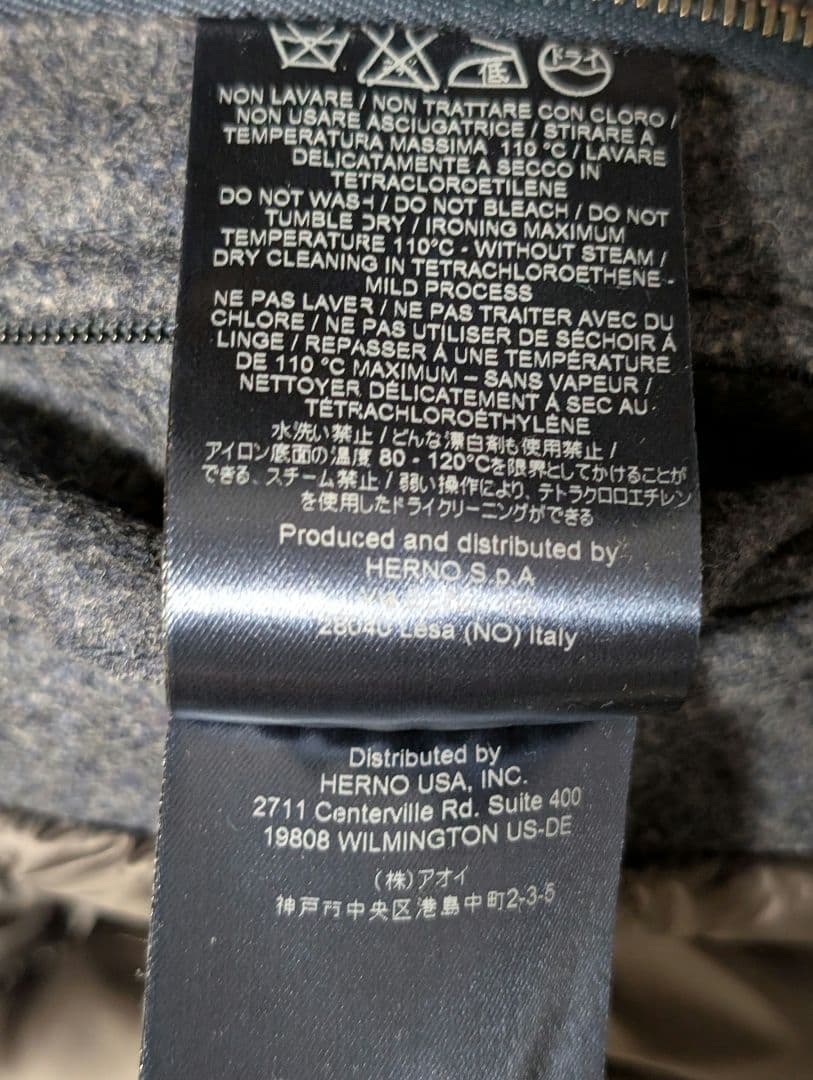 低 ドライ
NON LAVARE / NON TRATTARE CON CLORO /
NON USARE ASCIUGATRICE / STIRARE A
TEMPERATURA MASSIMA 110 °C / LAVARE
DELICATAMENTE A SECCO IN
TETRACLOROETILENE
DO NOT WASH / DO NOT BLEACH / DO NOT
TUMBLE DRY / IRONING MAXIMUM
TEMPERATURE 110°C - WITHOUT STEAM /
DRY CLEANING IN TETRACHLOROETHENE -
MILD PROCESS
NE PAS LAVER / NE PAS TRAITER AVEC DU
CHLORE / NE PAS UTILISER DE SÉCHOIR À
LINGE / REPASSER À UNE TEMPÉRATURE
DE 110 °C MAXIMUM – SANS VAPEUR /
NETTOYER DÉLICATEMENT À SEC AU
TÉTRACHLOROÉTHYLÈNE
水洗い禁止 / どんな漂白剤も使用禁止 /
アイロン底面の温度 80 - 120°Cを限界としてかけることが
できる、スチーム禁止 / 弱い操作により、テトラクロロエチレン
を使用したドライクリーニングができる
Produced and distributed by
HERNO S.p.A
28040 Lesa (NO) Italy
Distributed by
HERNO USA, INC.
2711 Centerville Rd. Suite 400
19808 WILMINGTON US-DE
(株)アオイ
神戸市中央区港島中町2-3-5